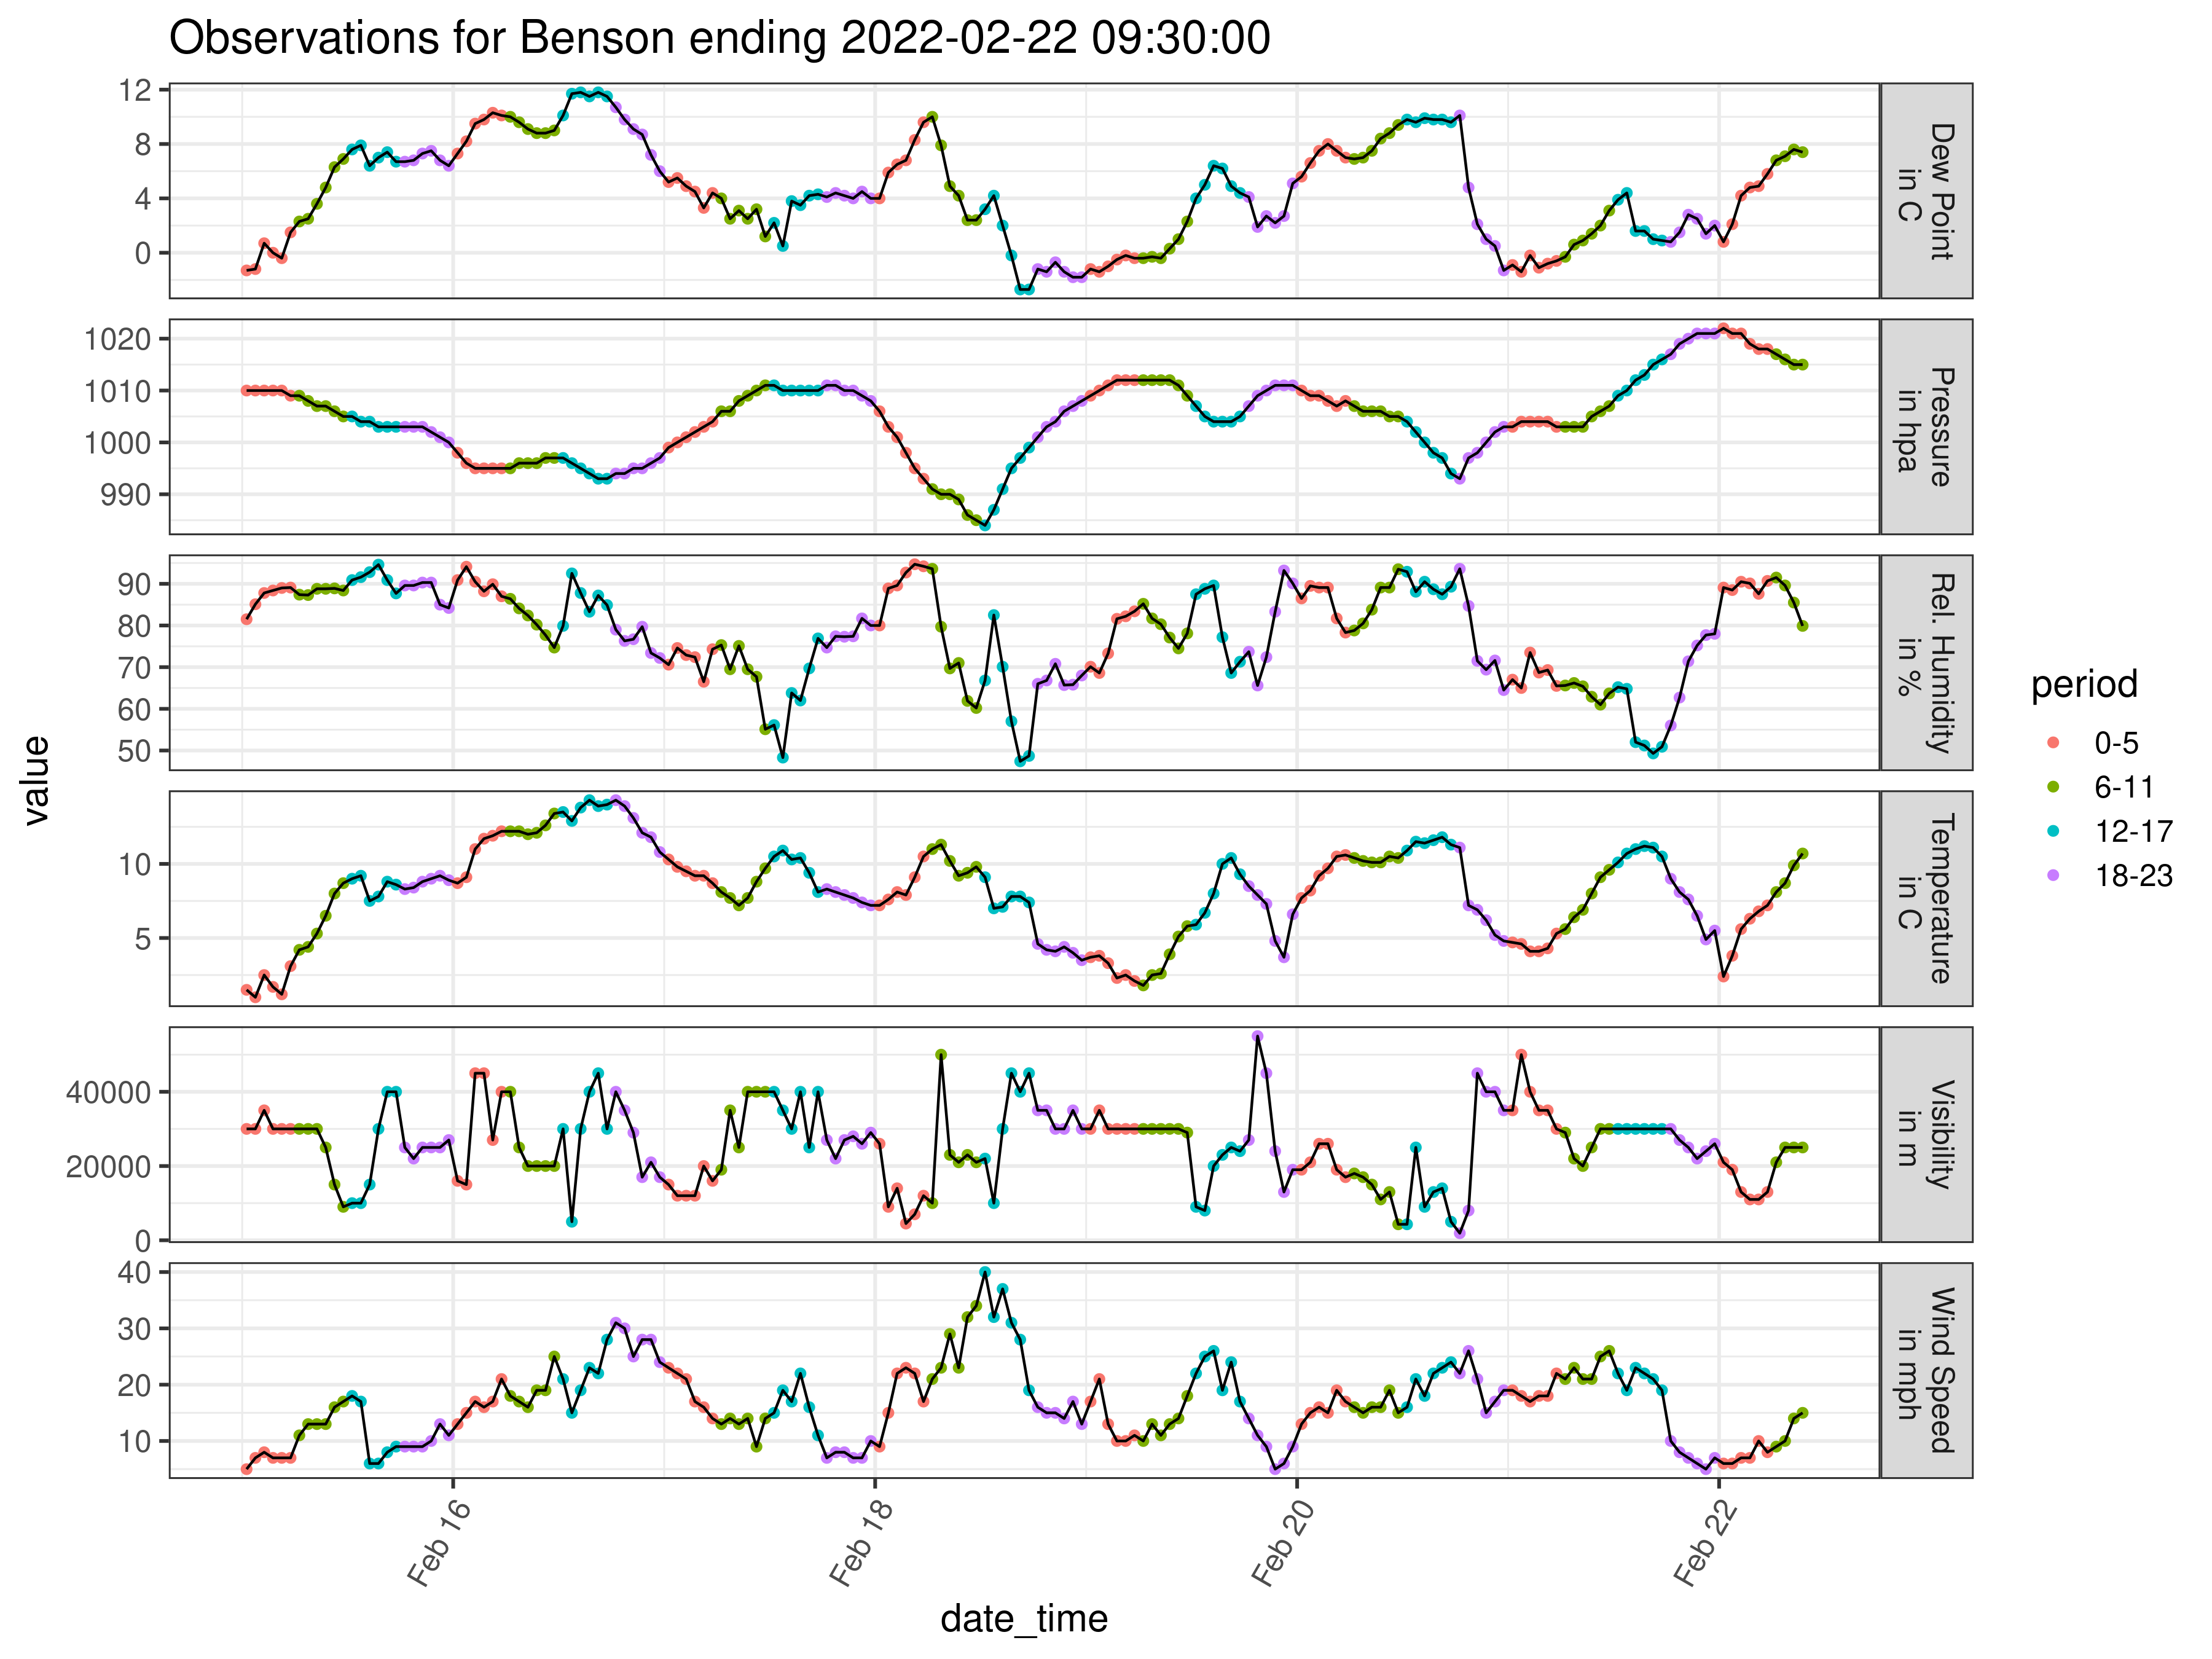 Observations for Benson ending 2022-02-22 09:30:00
value
12
8
4
0
Dew Point
in C
1020
1010
1000
990
Pressure
in hpa
90
80
70
60
50
Rel. Humidity
in %
10
5
Temperature
in C
40000
20000
0
Visibility
in m
40
30
20
10
Wind Speed
in mph
Feb 16
Feb 18
Feb 20
Feb 22
date_time
period
0-5
6-11
12-17
18-23